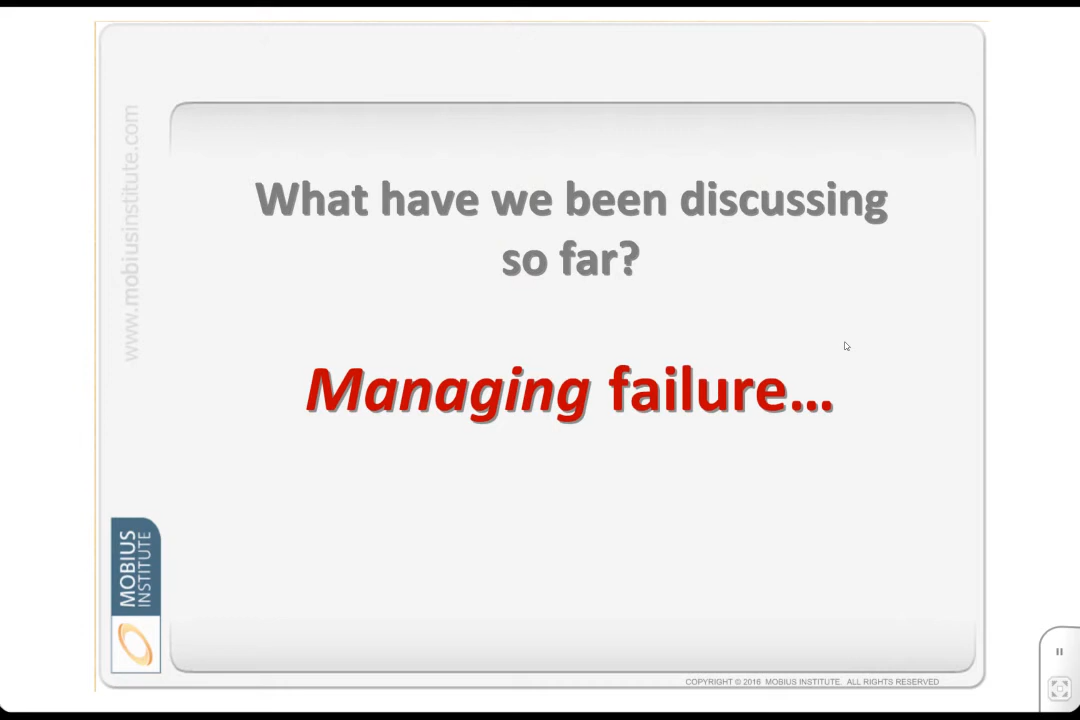 www.mobiusinstitute.com
What have we been discussing
so far?
Managing failure...
MOBIUS
INSTITUTE
COPYRIGHT © 2016 MOBIUS INSTITUTE. ALL RIGHTS RESERVED